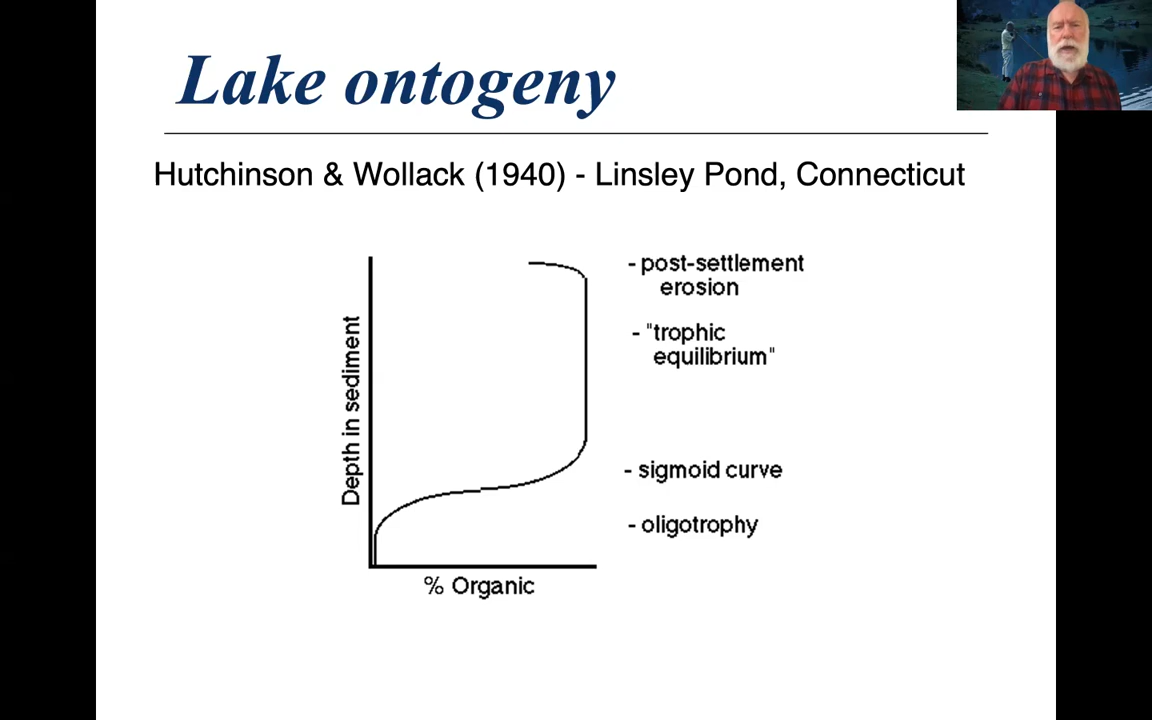 Lake ontogeny
Hutchinson & Wollack (1940) - Linsley Pond, Connecticut
- post-settlement
erosion
- "trophic
equilibrium"
Depth in sediment
- sigmoid curve
- oligotrophy
% Organic